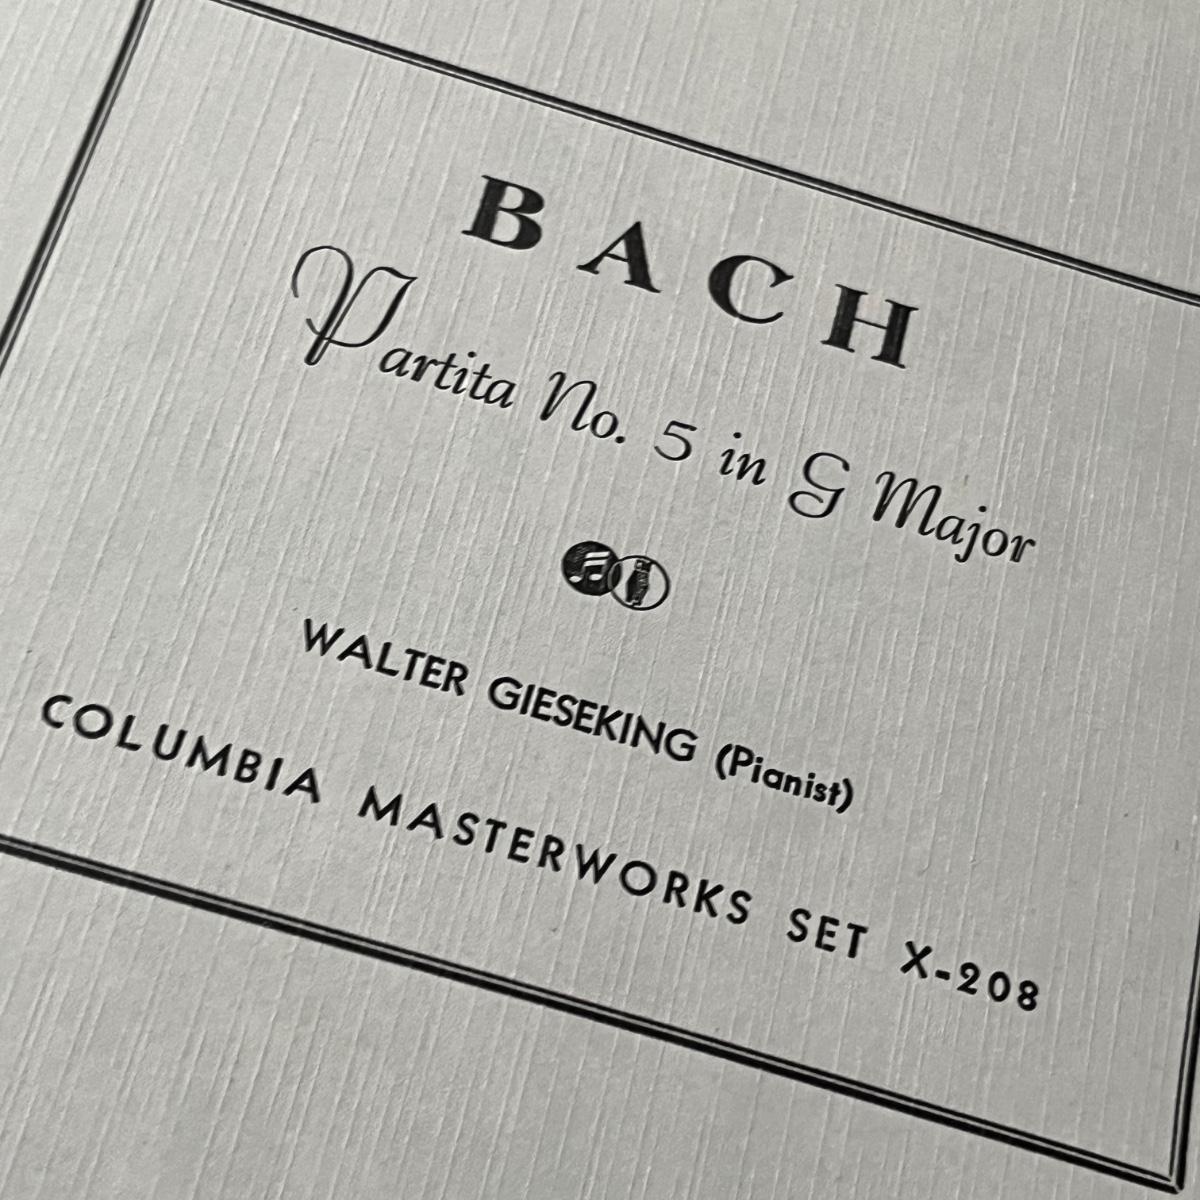 BACH
Partita No. 5 in G Major
WALTER GIESEKING (Pianist)
COLUMBIA MASTERWORKS SET X-208